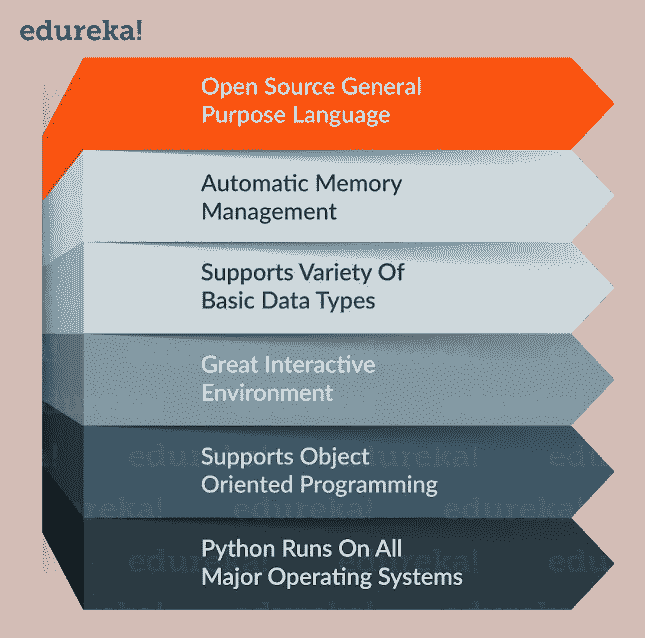 edureka!
Open Source General
Purpose Language
Automatic Memory
Management
Supports Variety Of
Basic Data Types
Great Interactive
Environment
Supports Object
Oriented Programming
Python Runs On All
Major Operating Systems